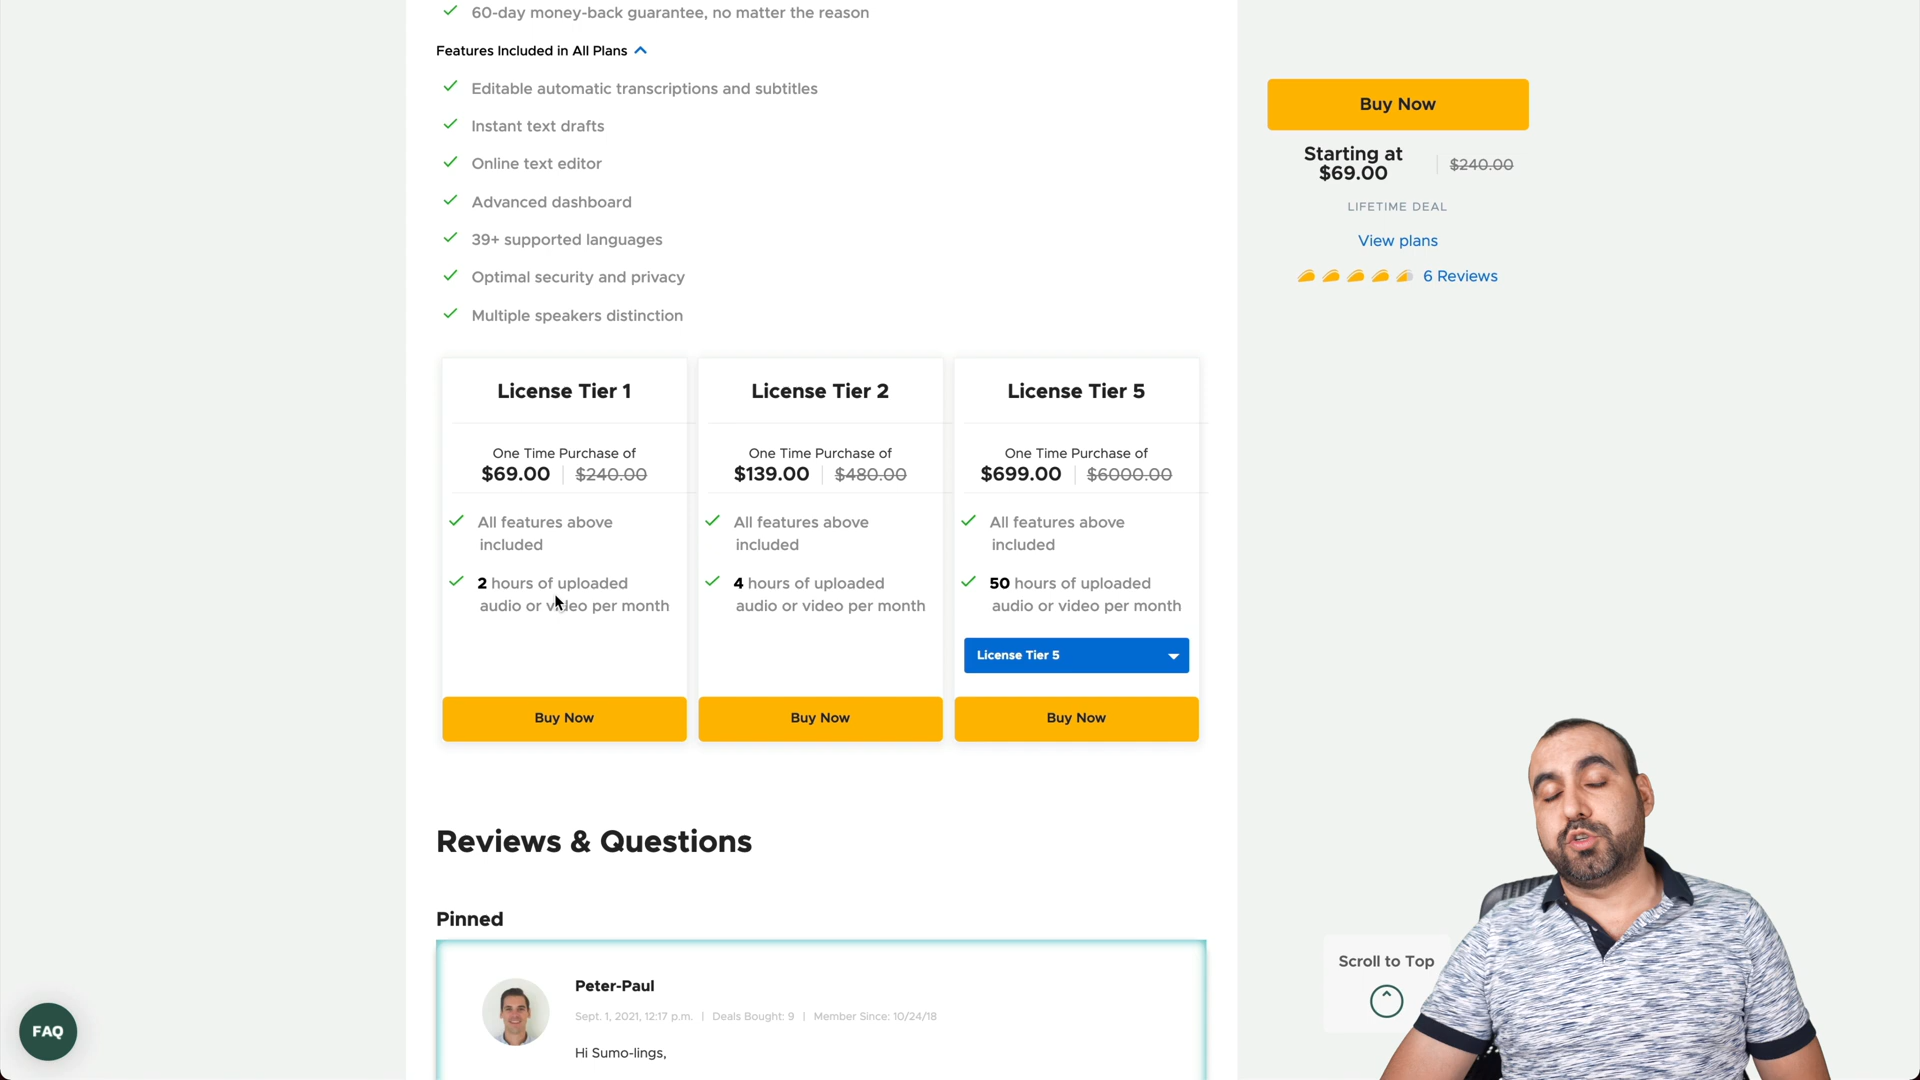 60-day money-back guarantee, no matter the reason
Features Included in All Plans
Editable automatic transcriptions and subtitles
Instant text drafts
Online text editor
Advanced dashboard
39+ supported languages
Optimal security and privacy
Multiple speakers distinction
Buy Now
Starting at
$69.00
$240.00
LIFETIME DEAL
View plans
6 Reviews
License Tier 1
One Time Purchase of
$69.00 | $240.00
All features above
included
2 hours of uploaded
audio or video per month
Buy Now
License Tier 2
One Time Purchase of
$139.00 | $480.00
All features above
included
4 hours of uploaded
audio or video per month
Buy Now
License Tier 5
One Time Purchase of
$699.00 | $6000.00
All features above
included
50 hours of uploaded
audio or video per month
License Tier 5
Buy Now
Reviews & Questions
Pinned
Peter-Paul
Sept. 1, 2021, 12:17 p.m. | Deals Bought: 9 | Member Since: 10/24/18
Hi Sumo-lings,
Scroll to Top
FAQ